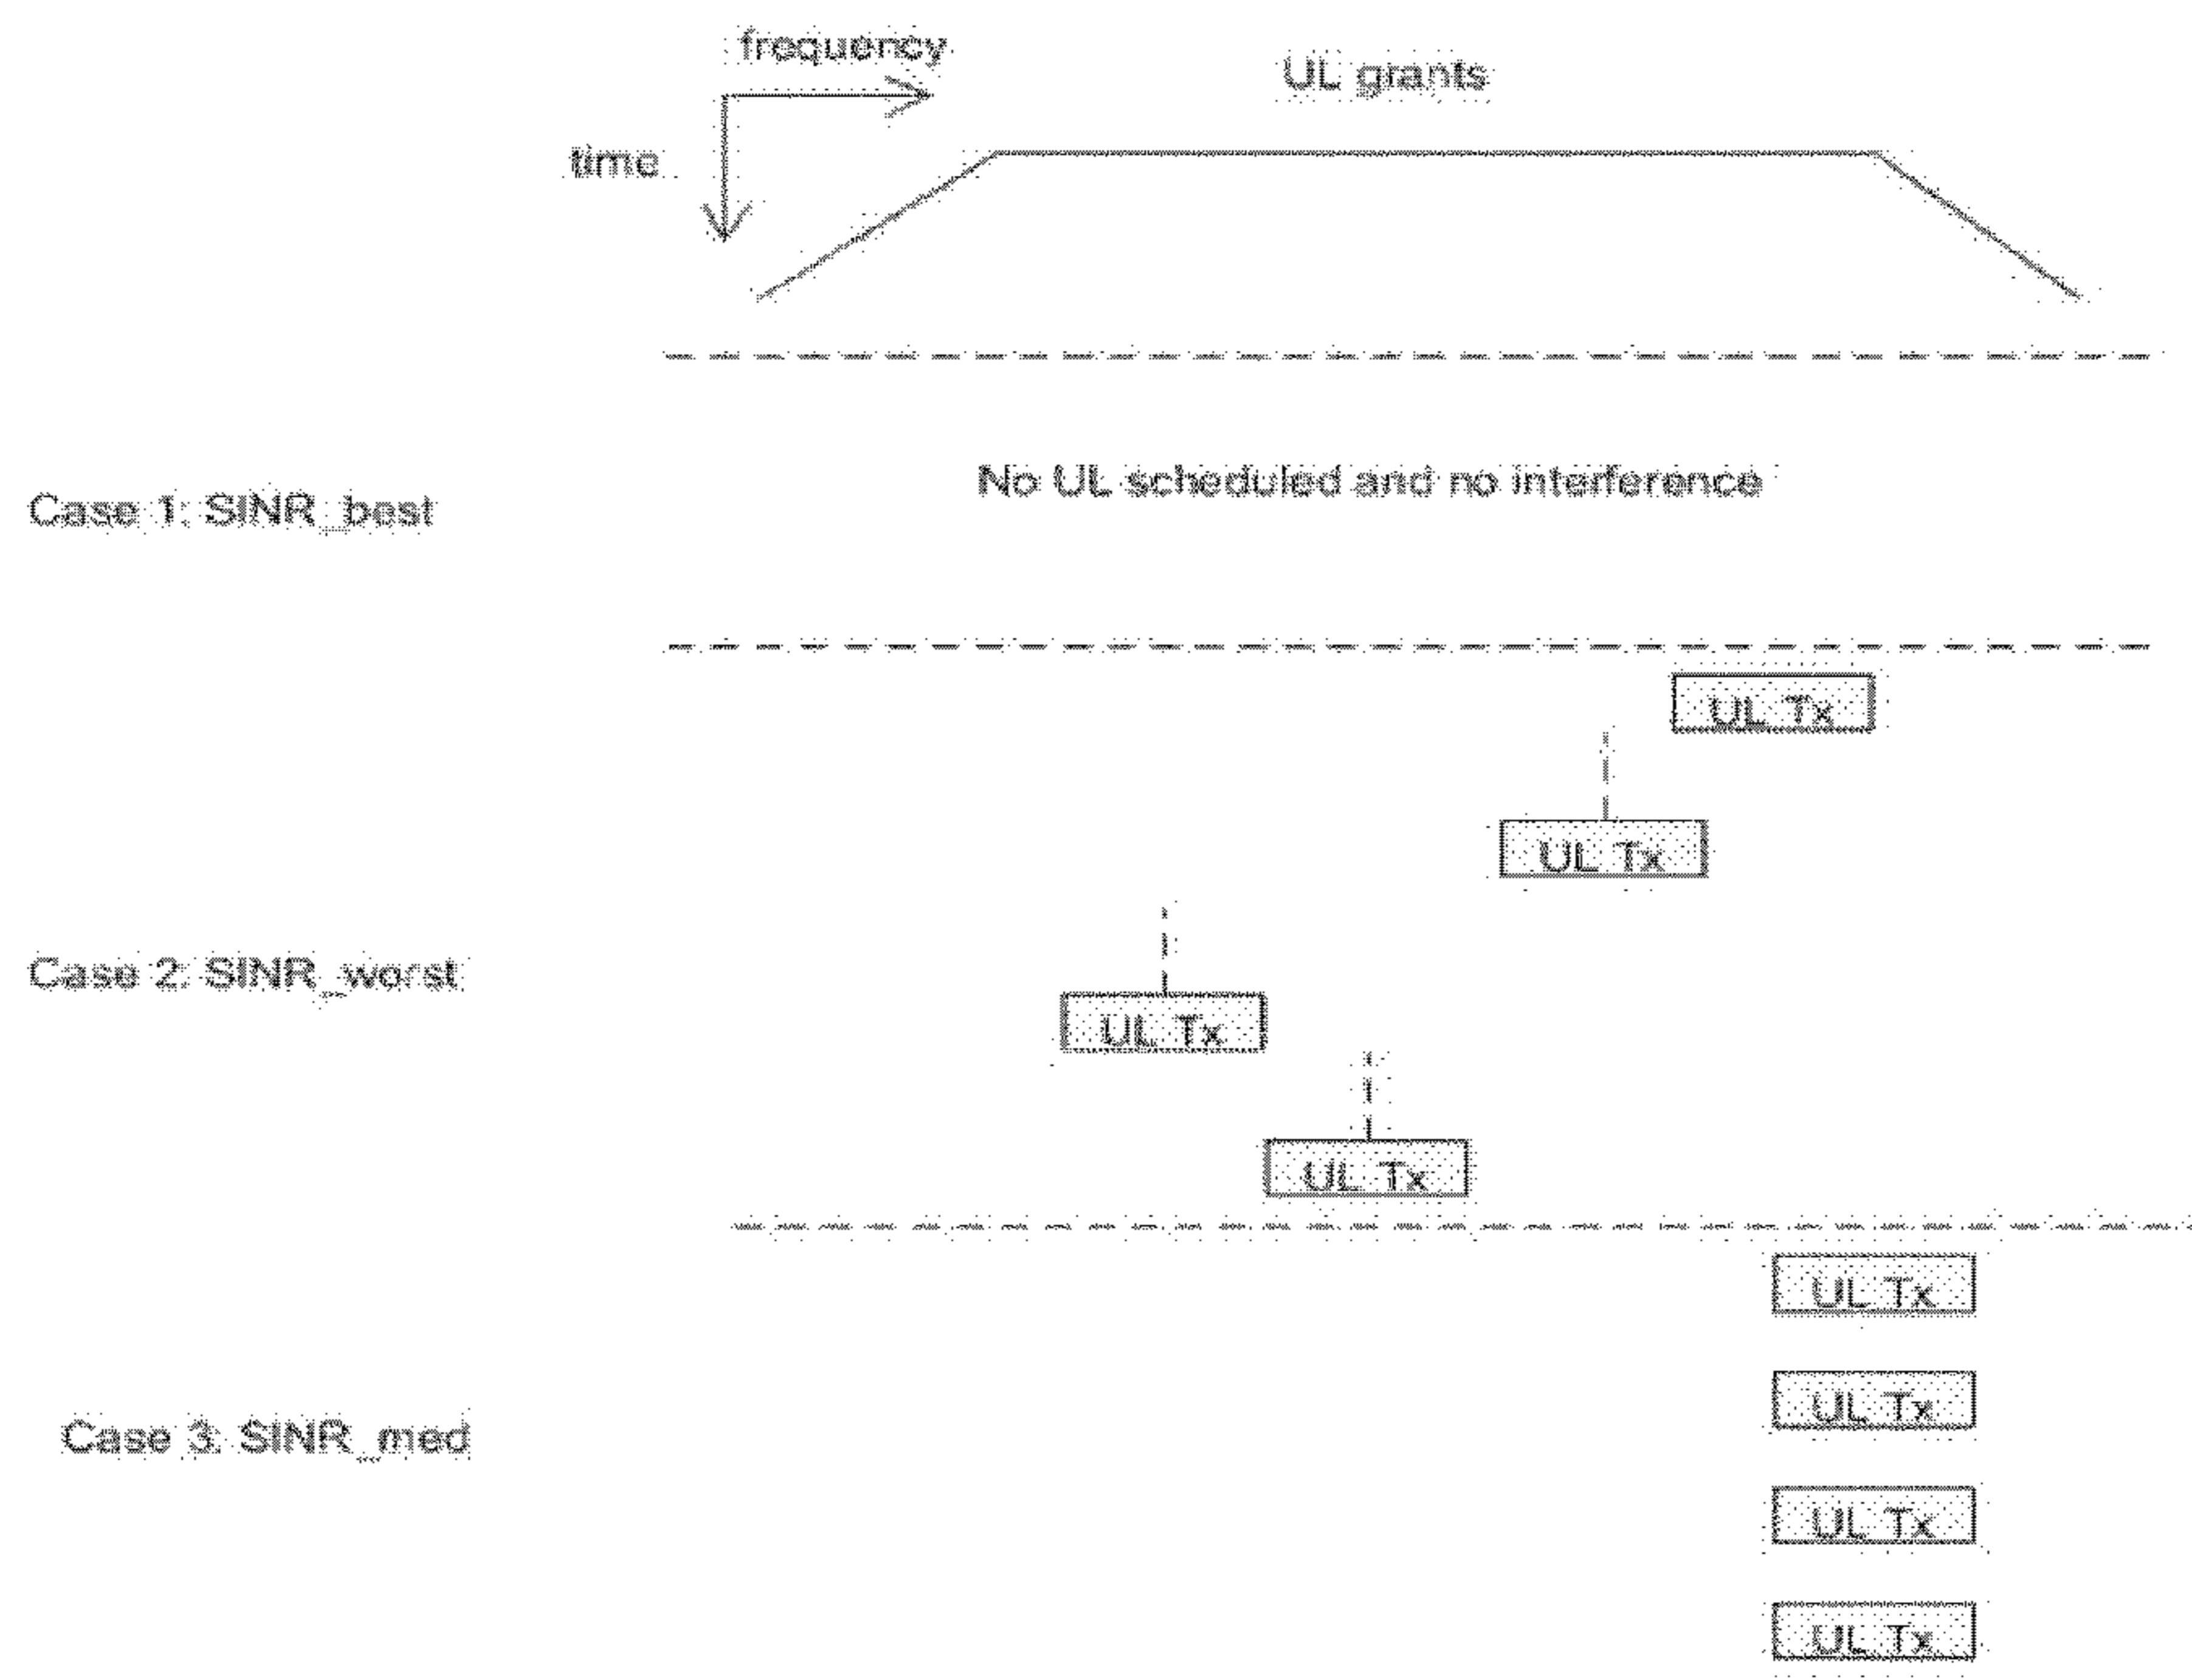 frequency
UL grants
time
No UL scheduled and no interference
Case 1: SINR_best
UL Tx
UL Tx
Case 2: SINR_worst
UL Tx
UL Tx
UL Tx
UL Tx
Case 3: SINR_med
UL Tx
UL Tx